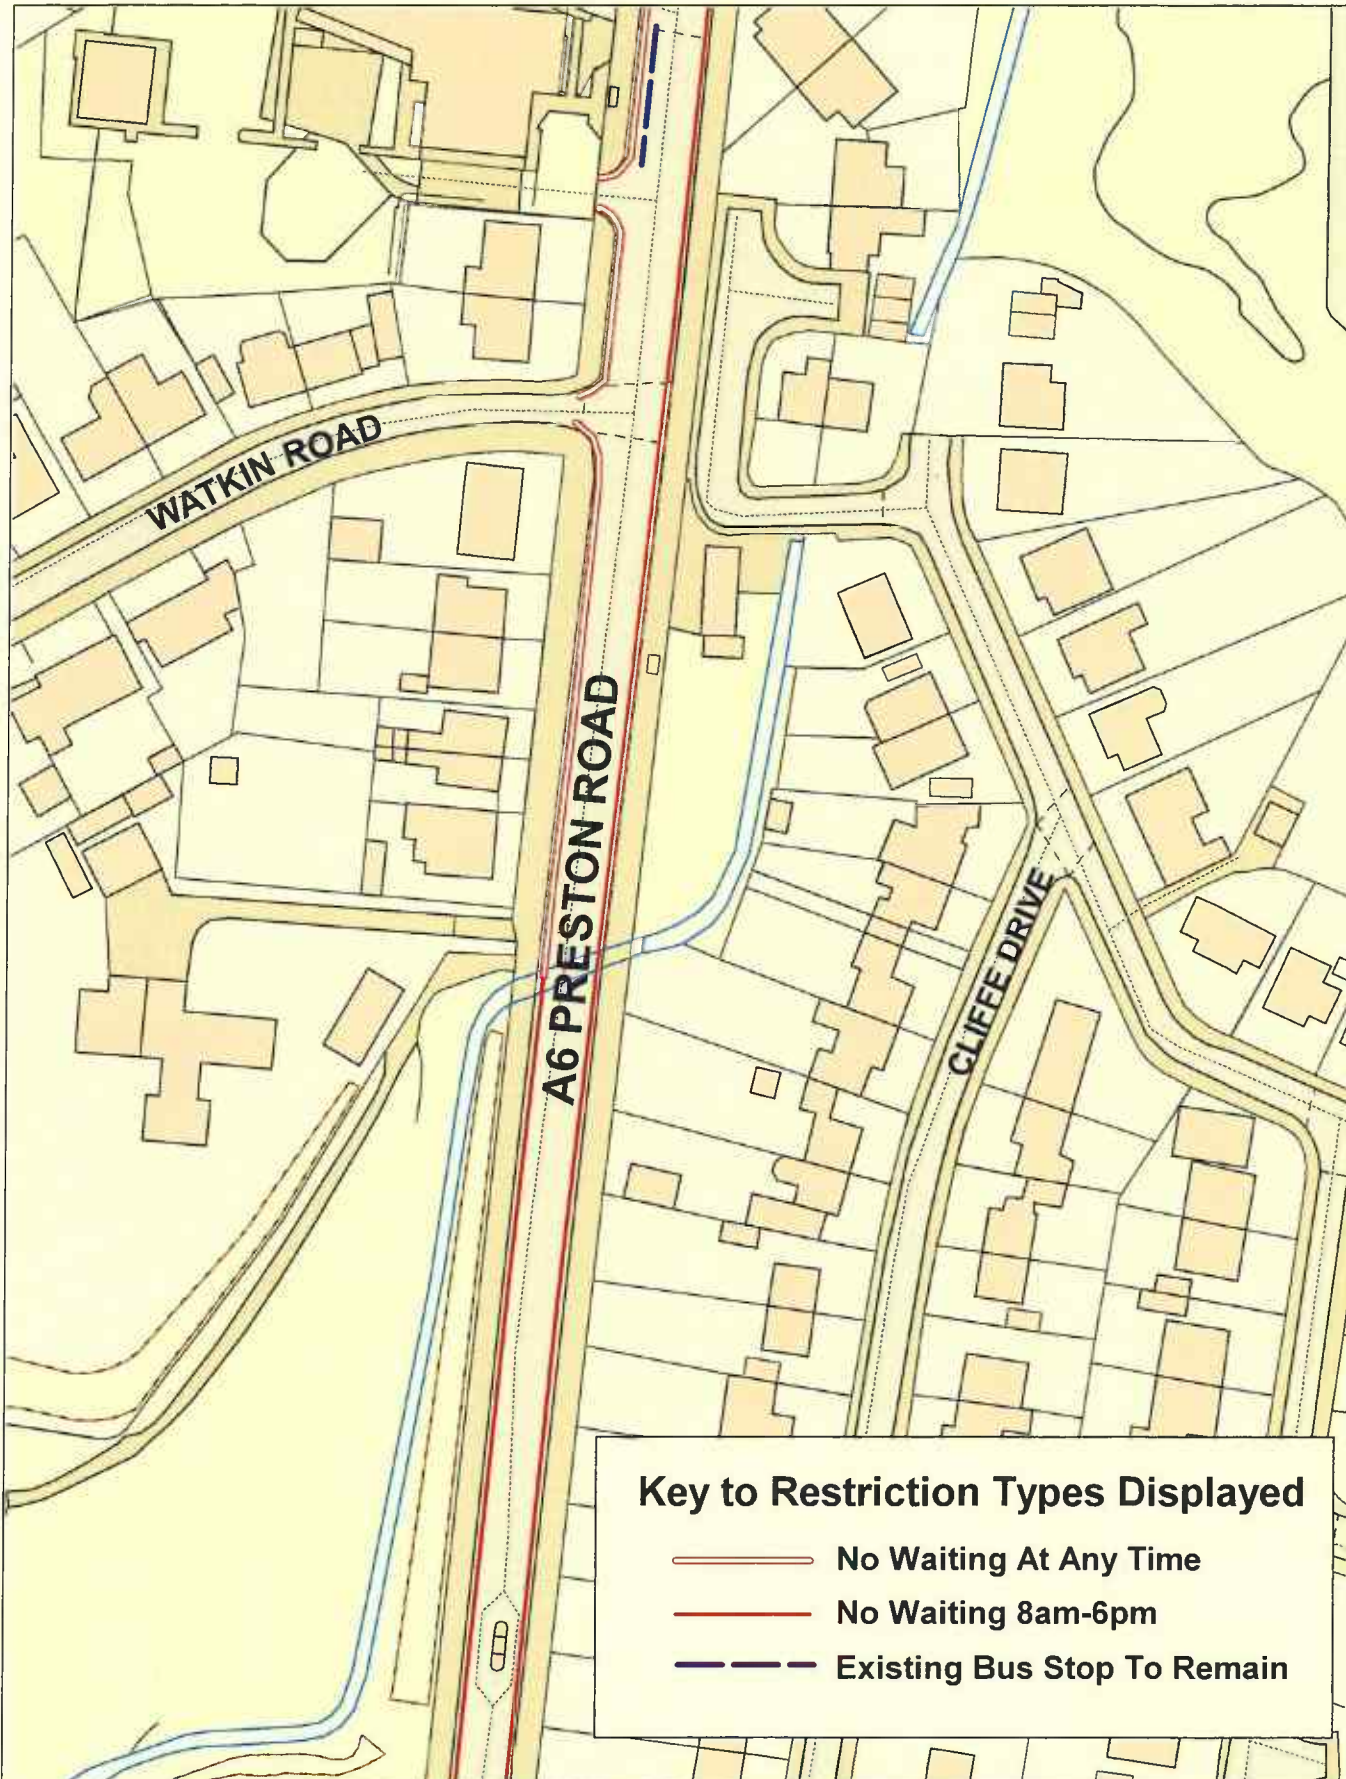 WATKIN ROAD
A6 PRESTON ROAD
CLIFFE DRIVE
Key to Restriction Types Displayed
No Waiting At Any Time
No Waiting 8am-6pm
Existing Bus Stop To Remain